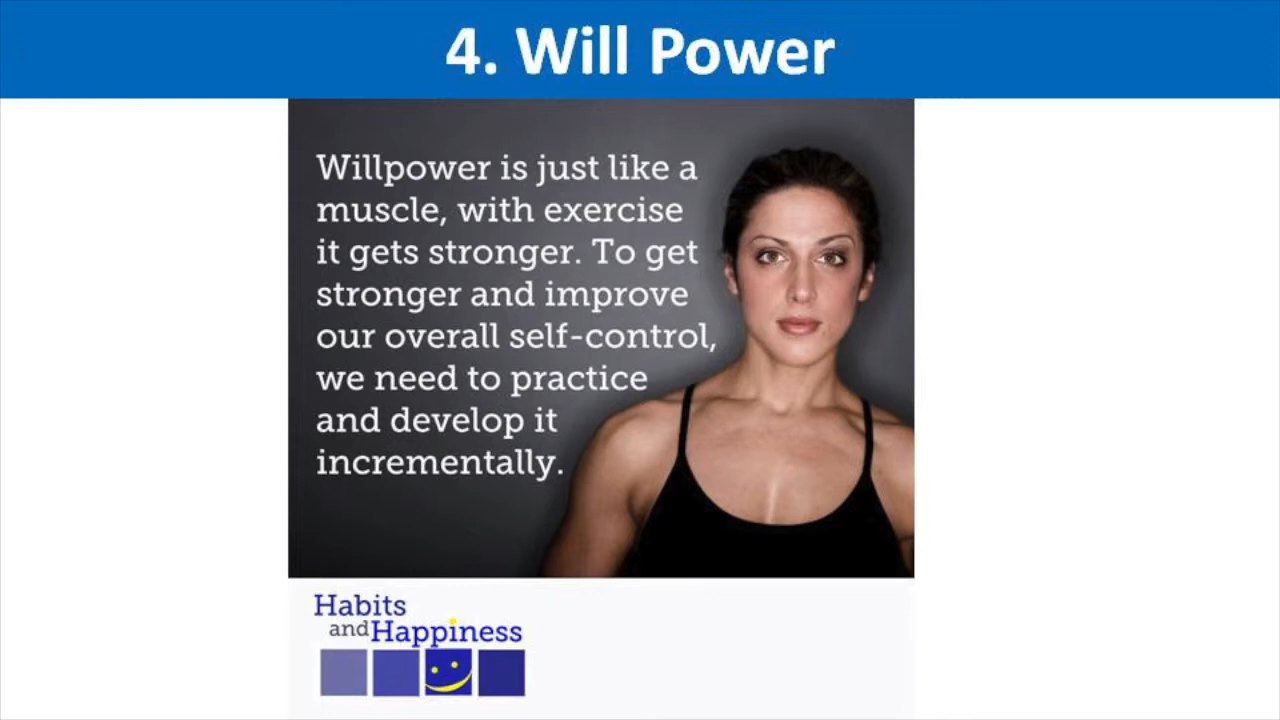 4. Will Power
Willpower is just like a
muscle, with exercise
it gets stronger. To get
stronger and improve
our overall self-control,
we need to practice
and develop it
incrementally.
Habits
and Happiness